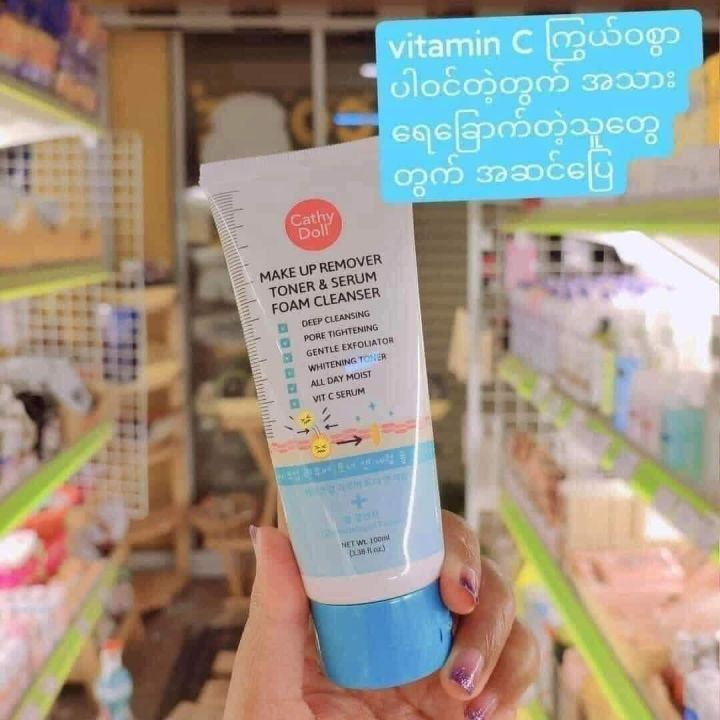 vitamin C ကြွယ်ဝစွာ
ပါဝင်တဲ့တွက် အသား
ရေခြောက်တဲ့သူတွေ
တွက် အဆင်ပြေ
Cathy
Doll
MAKE UP REMOVER
TONER & SERUM
FOAM CLEANSER
DEEP CLEANSING
PORE TIGHTENING
GENTLE EXFOLIATOR
WHITENING TONER
ALL DAY MOIST
VIT C SERUM
+
NET WT. 100ml
(3.38 fl.oz.)